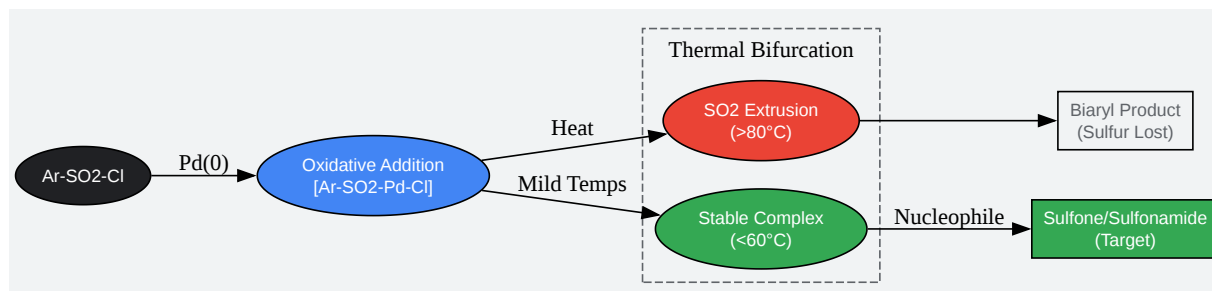 Thermal Bifurcation
Ar-SO2-Cl
Pd(0)
Oxidative Addition
[Ar-SO2-Pd-Cl]
Heat
SO2 Extrusion
(>80°C)
Biaryl Product
(Sulfur Lost)
Mild Temps
Stable Complex
(<60°C)
Nucleophile
Sulfone/Sulfonamide
(Target)